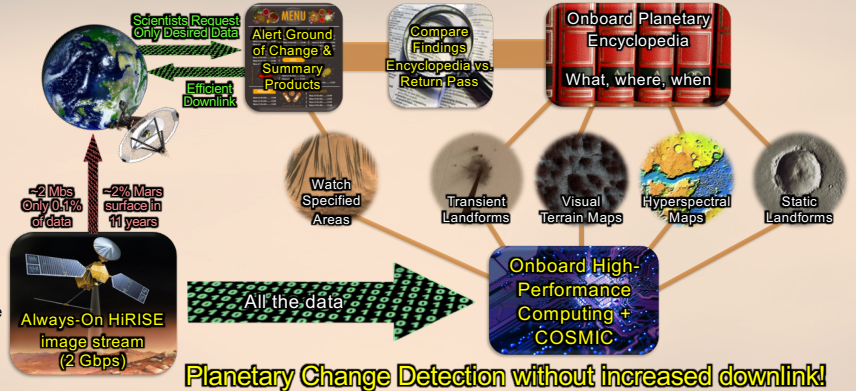 Scientists Request
Only Desired Data
Efficient
Downlink
MENU
Alert Ground
of Change &
Summary
Products
Compare
Findings
Encyclopedia vs.
Return Pass
Onboard Planetary
Encyclopedia
What, where, when
~2 Mbs
Only 0.1%
of data
~2% Mars
surface in
11 years
Watch
Specified
Areas
Transient
Landforms
Visual
Terrain Maps
Hyperspectral
Maps
Static
Landforms
Always-On HiRISE
image stream
(2 Gbps)
All the data
Onboard High-
Performance
Computing +
COSMIC
Planetary Change Detection without increased downlink!